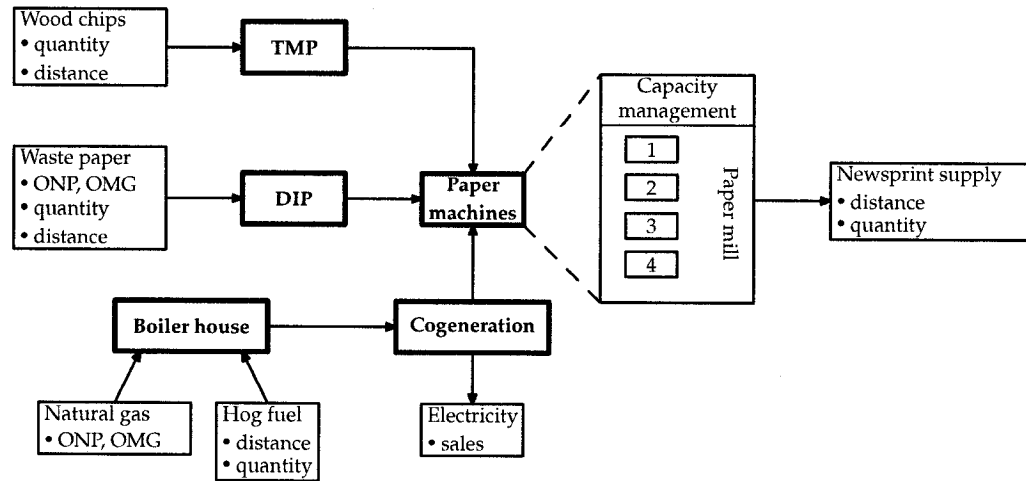 Wood chips
• quantity
• distance
TMP
Waste paper
• ONP, OMG
• quantity
• distance
DIP
Paper
machines
Capacity
management
1
2
3
4
Paper mill
Newsprint supply
• distance
• quantity
Boiler house
Cogeneration
Natural gas
• ONP, OMG
Hog fuel
• distance
• quantity
Electricity
• sales